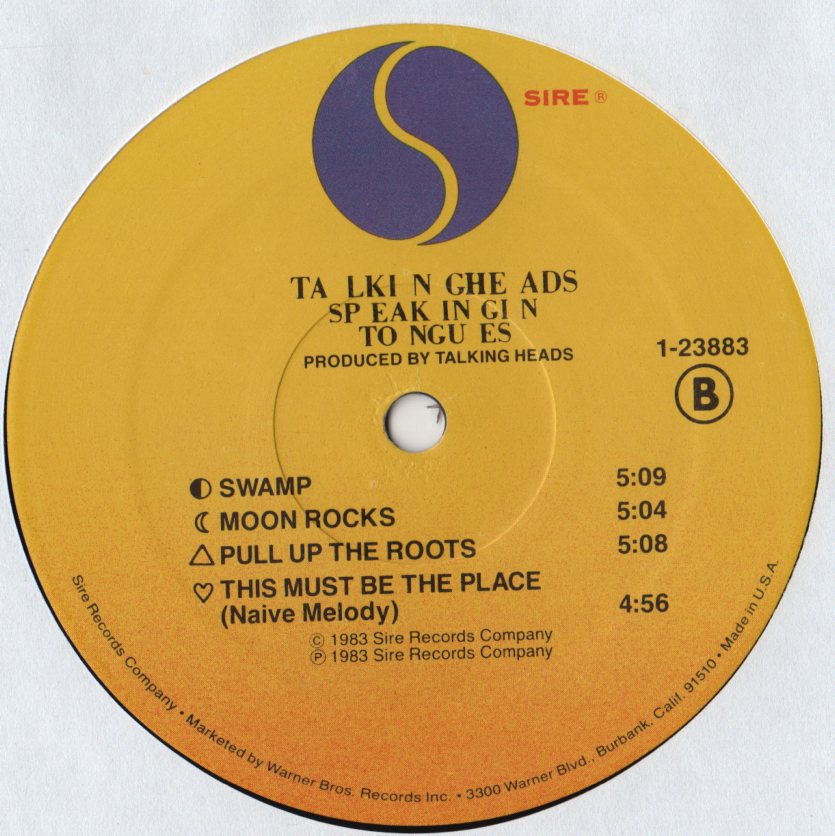 SIRE ®
TA LKI N GHE ADS
SP EAK IN GI N
TO NGU ES
PRODUCED BY TALKING HEADS
1-23883
B
SWAMP 5:09
MOON ROCKS 5:04
PULL UP THE ROOTS 5:08
THIS MUST BE THE PLACE
(Naive Melody) 4:56
© 1983 Sire Records Company
℗ 1983 Sire Records Company
Sire Records Company • Marketed by Warner Bros. Records Inc. • 3300 Warner Blvd., Burbank, Calif. 91510 • Made in U.S.A.